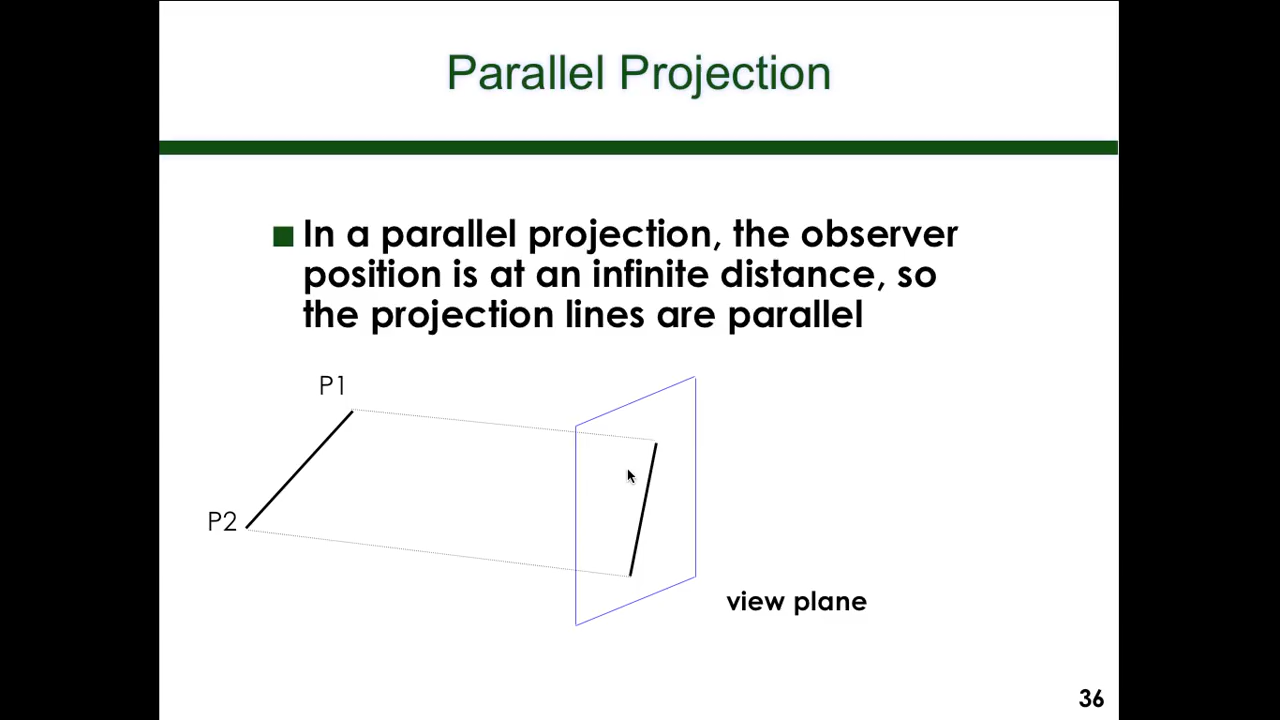 Parallel Projection
In a parallel projection, the observer
position is at an infinite distance, so
the projection lines are parallel
P1
P2
view plane
36